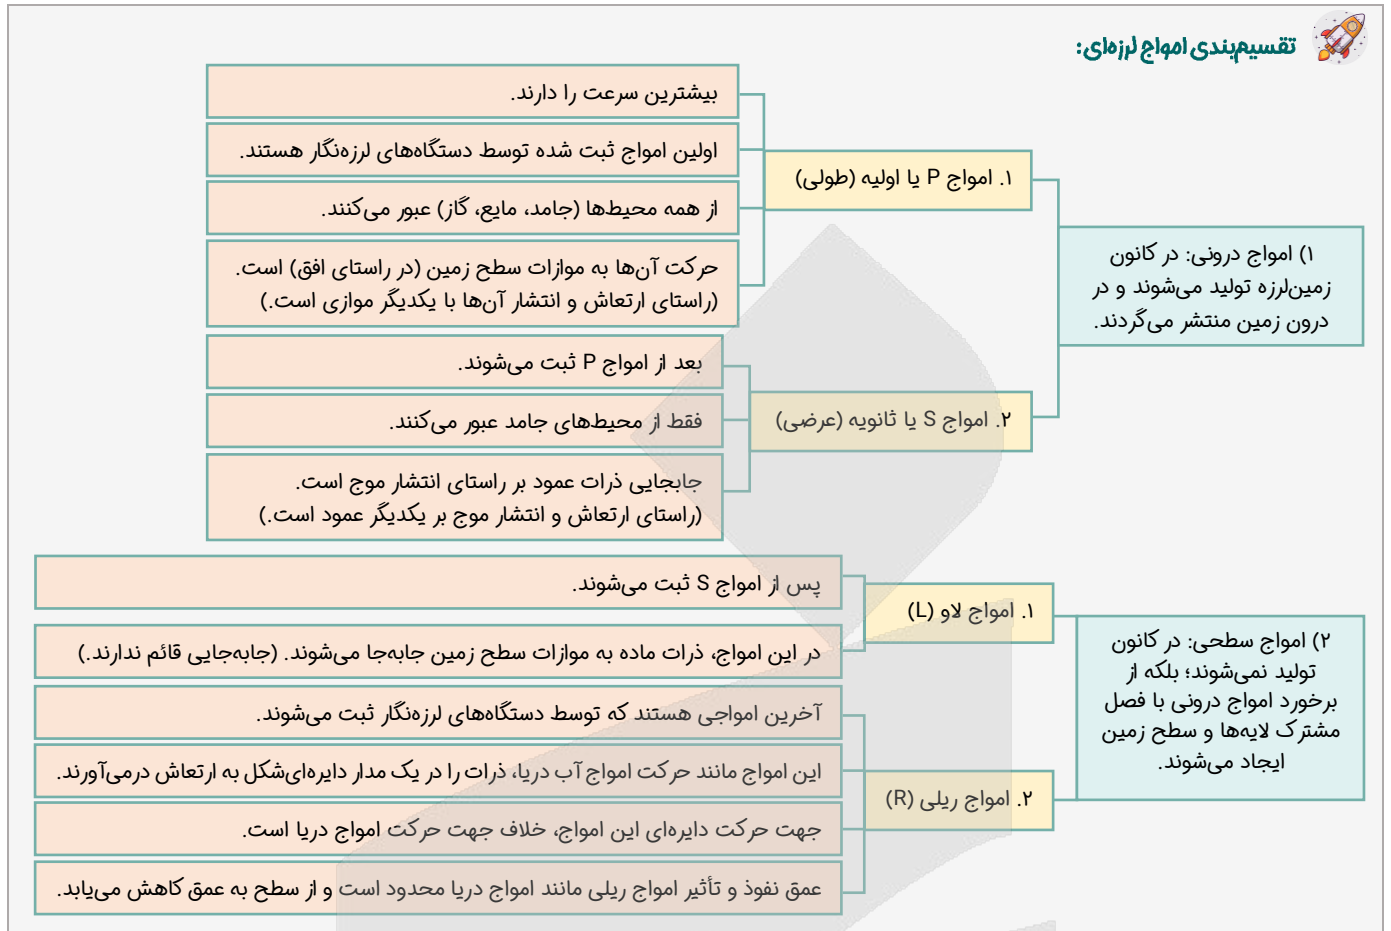 تقسیم‌بندی امواج لرزه‌ای:
۱) امواج درونی: در کانون
زمین‌لرزه تولید می‌شوند و در
درون زمین منتشر می‌گردند.
۱. امواج P یا اولیه (طولی)
بیشترین سرعت را دارند.
اولین امواج ثبت شده توسط دستگاه‌های لرزه‌نگار هستند.
از همه محیط‌ها (جامد، مایع، گاز) عبور می‌کنند.
حرکت آن‌ها به موازات سطح زمین (در راستای افق) است.
(راستای ارتعاش و انتشار آن‌ها با یکدیگر موازی است.)
۲. امواج S یا ثانویه (عرضی)
بعد از امواج P ثبت می‌شوند.
فقط از محیط‌های جامد عبور می‌کنند.
جابجایی ذرات عمود بر راستای انتشار موج است.
(راستای ارتعاش و انتشار موج بر یکدیگر عمود است.)
۲) امواج سطحی: در کانون
تولید نمی‌شوند؛ بلکه از
برخورد امواج درونی با فصل
مشترک لایه‌ها و سطح زمین
ایجاد می‌شوند.
۱. امواج لاو (L)
پس از امواج S ثبت می‌شوند.
در این امواج، ذرات ماده به موازات سطح زمین جابه‌جا می‌شوند. (جابه‌جایی قائم ندارند.)
۲. امواج ریلی (R)
آخرین امواجی هستند که توسط دستگاه‌های لرزه‌نگار ثبت می‌شوند.
این امواج مانند حرکت امواج آب دریا، ذرات را در یک مدار دایره‌ای‌شکل به ارتعاش درمی‌آورند.
جهت حرکت دایره‌ای این امواج، خلاف جهت حرکت امواج دریا است.
عمق نفوذ و تأثیر امواج ریلی مانند امواج دریا محدود است و از سطح به عمق کاهش می‌یابد.